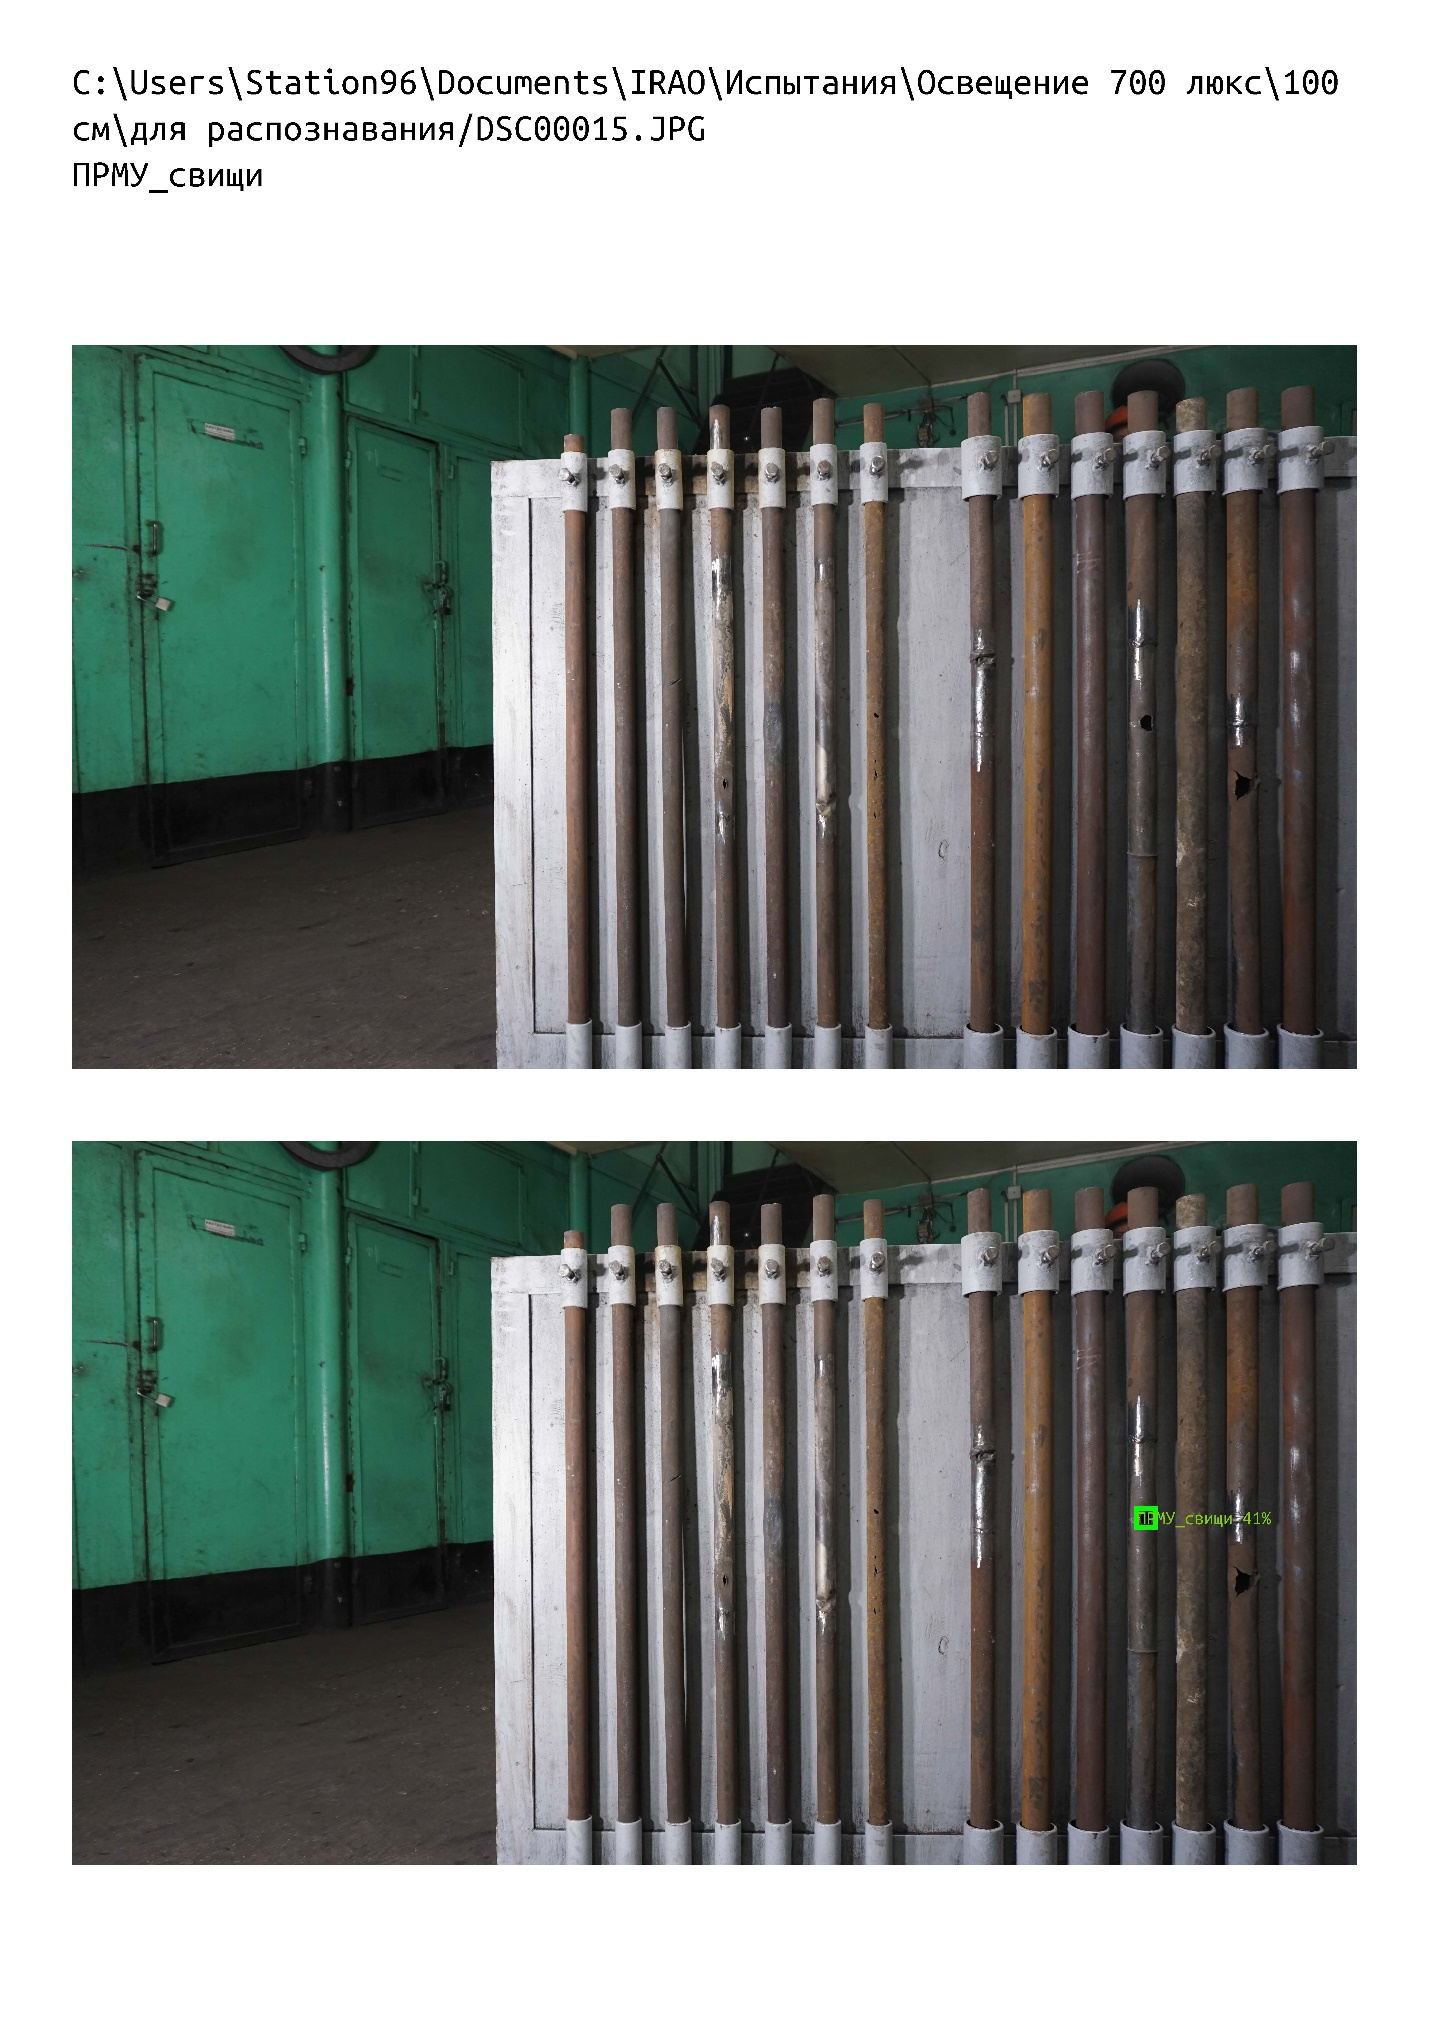 C:\Users\Station96\Documents\IRAO\Испытания\Освещение 700 люкс\100
см\для распознавания/DSC00015.JPG
ПРМУ_свищи
ПРМУ_свищи 41%